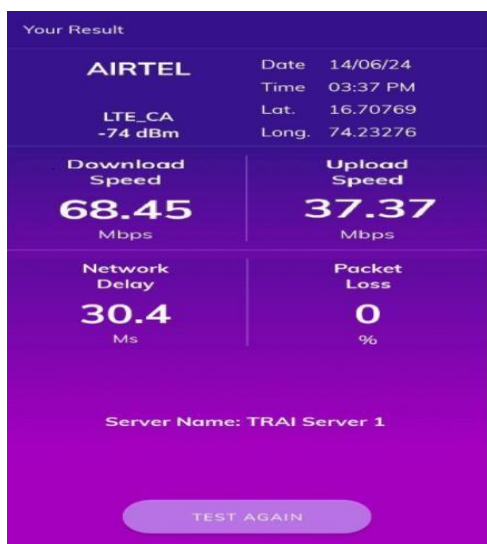 Your Result
AIRTEL
LTE_CA
-74 dBm
Date 14/06/24
Time 03:37 PM
Lat. 16.70769
Long. 74.23276
Download
Speed
68.45
Mbps
Upload
Speed
37.37
Mbps
Network
Delay
30.4
Ms
Packet
Loss
0
%
Server Name: TRAI Server 1
TEST AGAIN